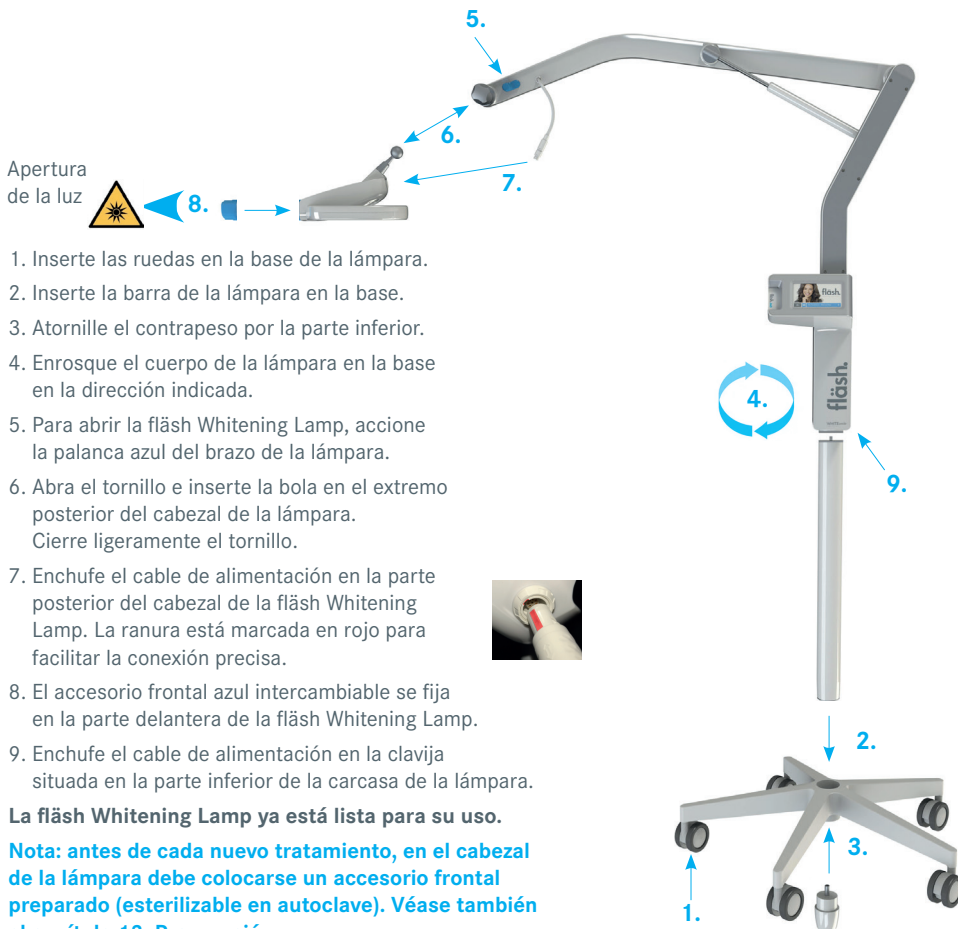 5.
6.
7.
Apertura
de la luz
8.
1. Inserte las ruedas en la base de la lámpara.
2. Inserte la barra de la lámpara en la base.
3. Atornille el contrapeso por la parte inferior.
4. Enrosque el cuerpo de la lámpara en la base
en la dirección indicada.
5. Para abrir la fläsh Whitening Lamp, accione
la palanca azul del brazo de la lámpara.
6. Abra el tornillo e inserte la bola en el extremo
posterior del cabezal de la lámpara.
Cierre ligeramente el tornillo.
7. Enchufe el cable de alimentación en la parte
posterior del cabezal de la fläsh Whitening
Lamp. La ranura está marcada en rojo para
facilitar la conexión precisa.
8. El accesorio frontal azul intercambiable se fija
en la parte delantera de la fläsh Whitening Lamp.
9. Enchufe el cable de alimentación en la clavija
situada en la parte inferior de la carcasa de la lámpara.
La fläsh Whitening Lamp ya está lista para su uso.
Nota: antes de cada nuevo tratamiento, en el cabezal
de la lámpara debe colocarse un accesorio frontal
preparado (esterilizable en autoclave). Véase también
fläsh.
fläsh.
4.
9.
2.
3.
1.